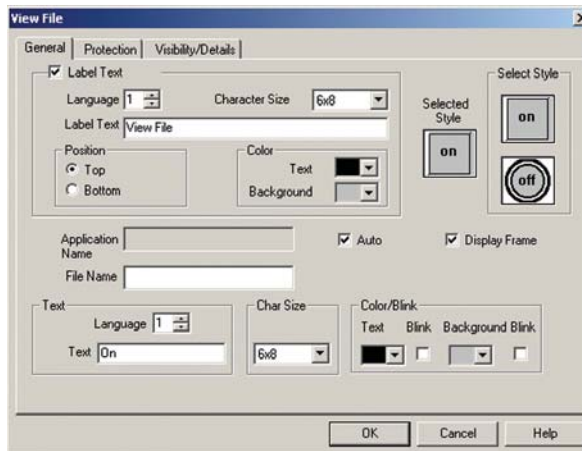 View File
General Protection Visibility/Details
Label Text
Select Style
Language 1 Character Size 6x8
Selected Style
on
Label Text View File
on
Position
Top
Bottom
Color
Text
Background
off
Application Name
Auto
Display Frame
File Name
Text
Language 1
Text On
Char Size
6x8
Color/Blink
Text Blink Background Blink
OK Cancel Help